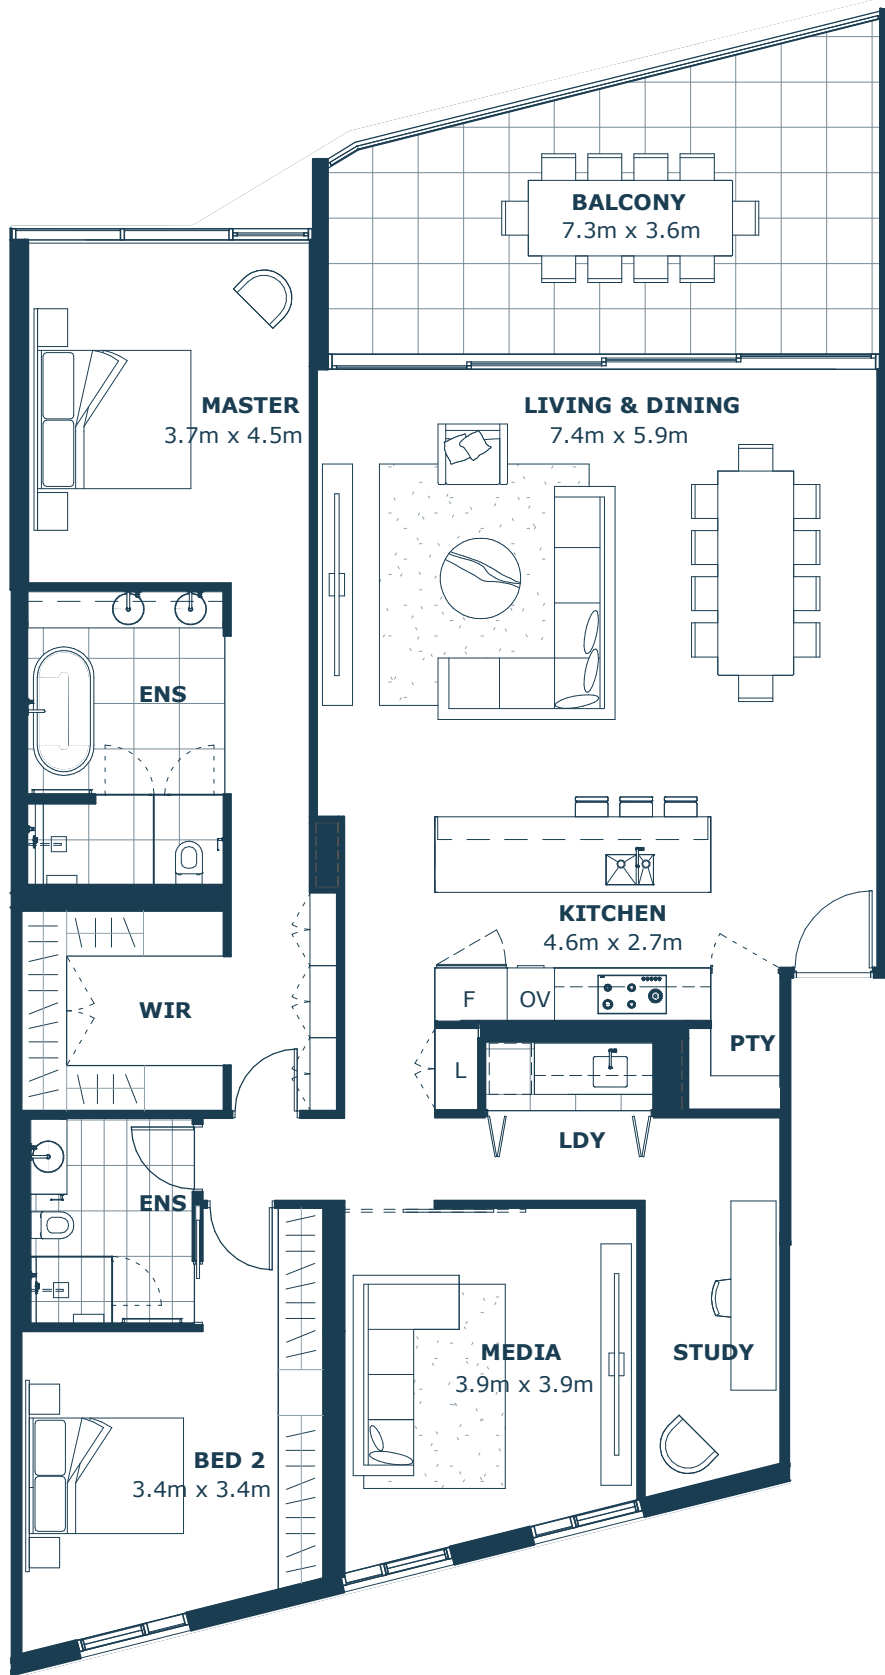 BALCONY
7.3m x 3.6m
MASTER
3.7m x 4.5m
LIVING & DINING
7.4m x 5.9m
ENS
KITCHEN
4.6m x 2.7m
WIR
F
OV
PTY
L
LDY
ENS
MEDIA
3.9m x 3.9m
STUDY
BED 2
3.4m x 3.4m